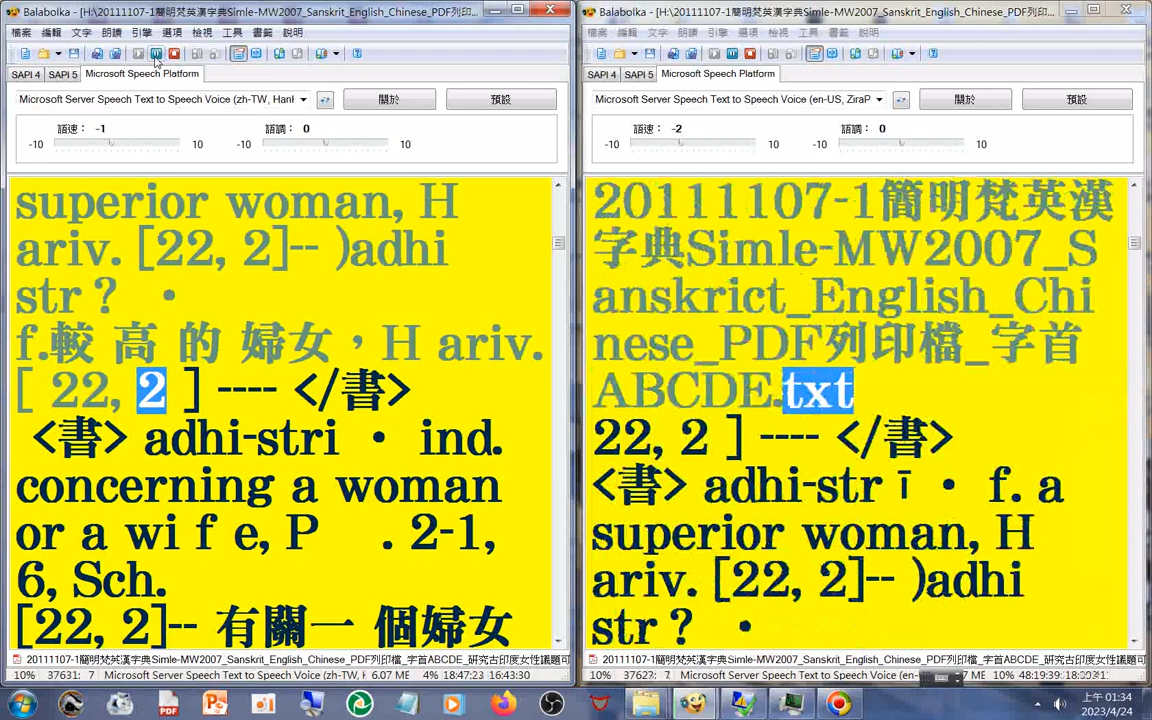 Balabolka - [H:\20111107-1簡明梵英漢字典Simle-MW2007_Sanskrit_English_Chinese_PDF列印...
檔案 編輯 文字 朗讀 引擎 選項 檢視 工具 書籤 說明
SAPI 4 SAPI 5 Microsoft Speech Platform
Microsoft Server Speech Text to Speech Voice (zh-TW, Hanl 關於 預設
語速： -1 語調： 0
-10 10 -10 10
superior woman, H
ariv. [22, 2]-- )adhi
str？ •
f.較 高 的 婦女，H ariv.
[ 22, 2 ] ---- </書>
<書> adhi-stri • ind.
concerning a woman
or a wi f e, P . 2-1,
6, Sch.
[22, 2]-- 有關一 個婦女
20111107-1簡明梵英漢字典Simle-MW2007_Sanskrit_English_Chinese_PDF列印檔_字首ABCDE_研究古印度女性議題可
10% 37631: 7 Microsoft Server Speech Text to Speech Voice (zh-TW, H 6.07 ME 4% 18:47:23 16:43:30
Balabolka - [H:\20111107-1簡明梵英漢字典Simle-MW2007_Sanskrit_English_Chinese_PDF列印...
檔案 編輯 文字 朗讀 引擎 選項 檢視 工具 書籤 說明
SAPI 4 SAPI 5 Microsoft Speech Platform
Microsoft Server Speech Text to Speech Voice (en-US, ZiraP 關於 預設
語速： -2 語調： 0
-10 10 -10 10
20111107-1簡明梵英漢
字典Simle-MW2007_S
anskrict_English_Chi
nese_PDF列印檔_字首
ABCDE.txt
22, 2 ] ---- </書>
<書> adhi-strī • f. a
superior woman, H
ariv. [22, 2]-- )adhi
str？ •
20111107-1簡明梵英漢字典Simle-MW2007_Sanskrit_English_Chinese_PDF列印檔_字首ABCDE_研究古印度女性議題可
10% 37623: 7 Microsoft Server Speech Text to Speech Voice (en-U 10% 48:19:39
上午 01:34
2023/4/24